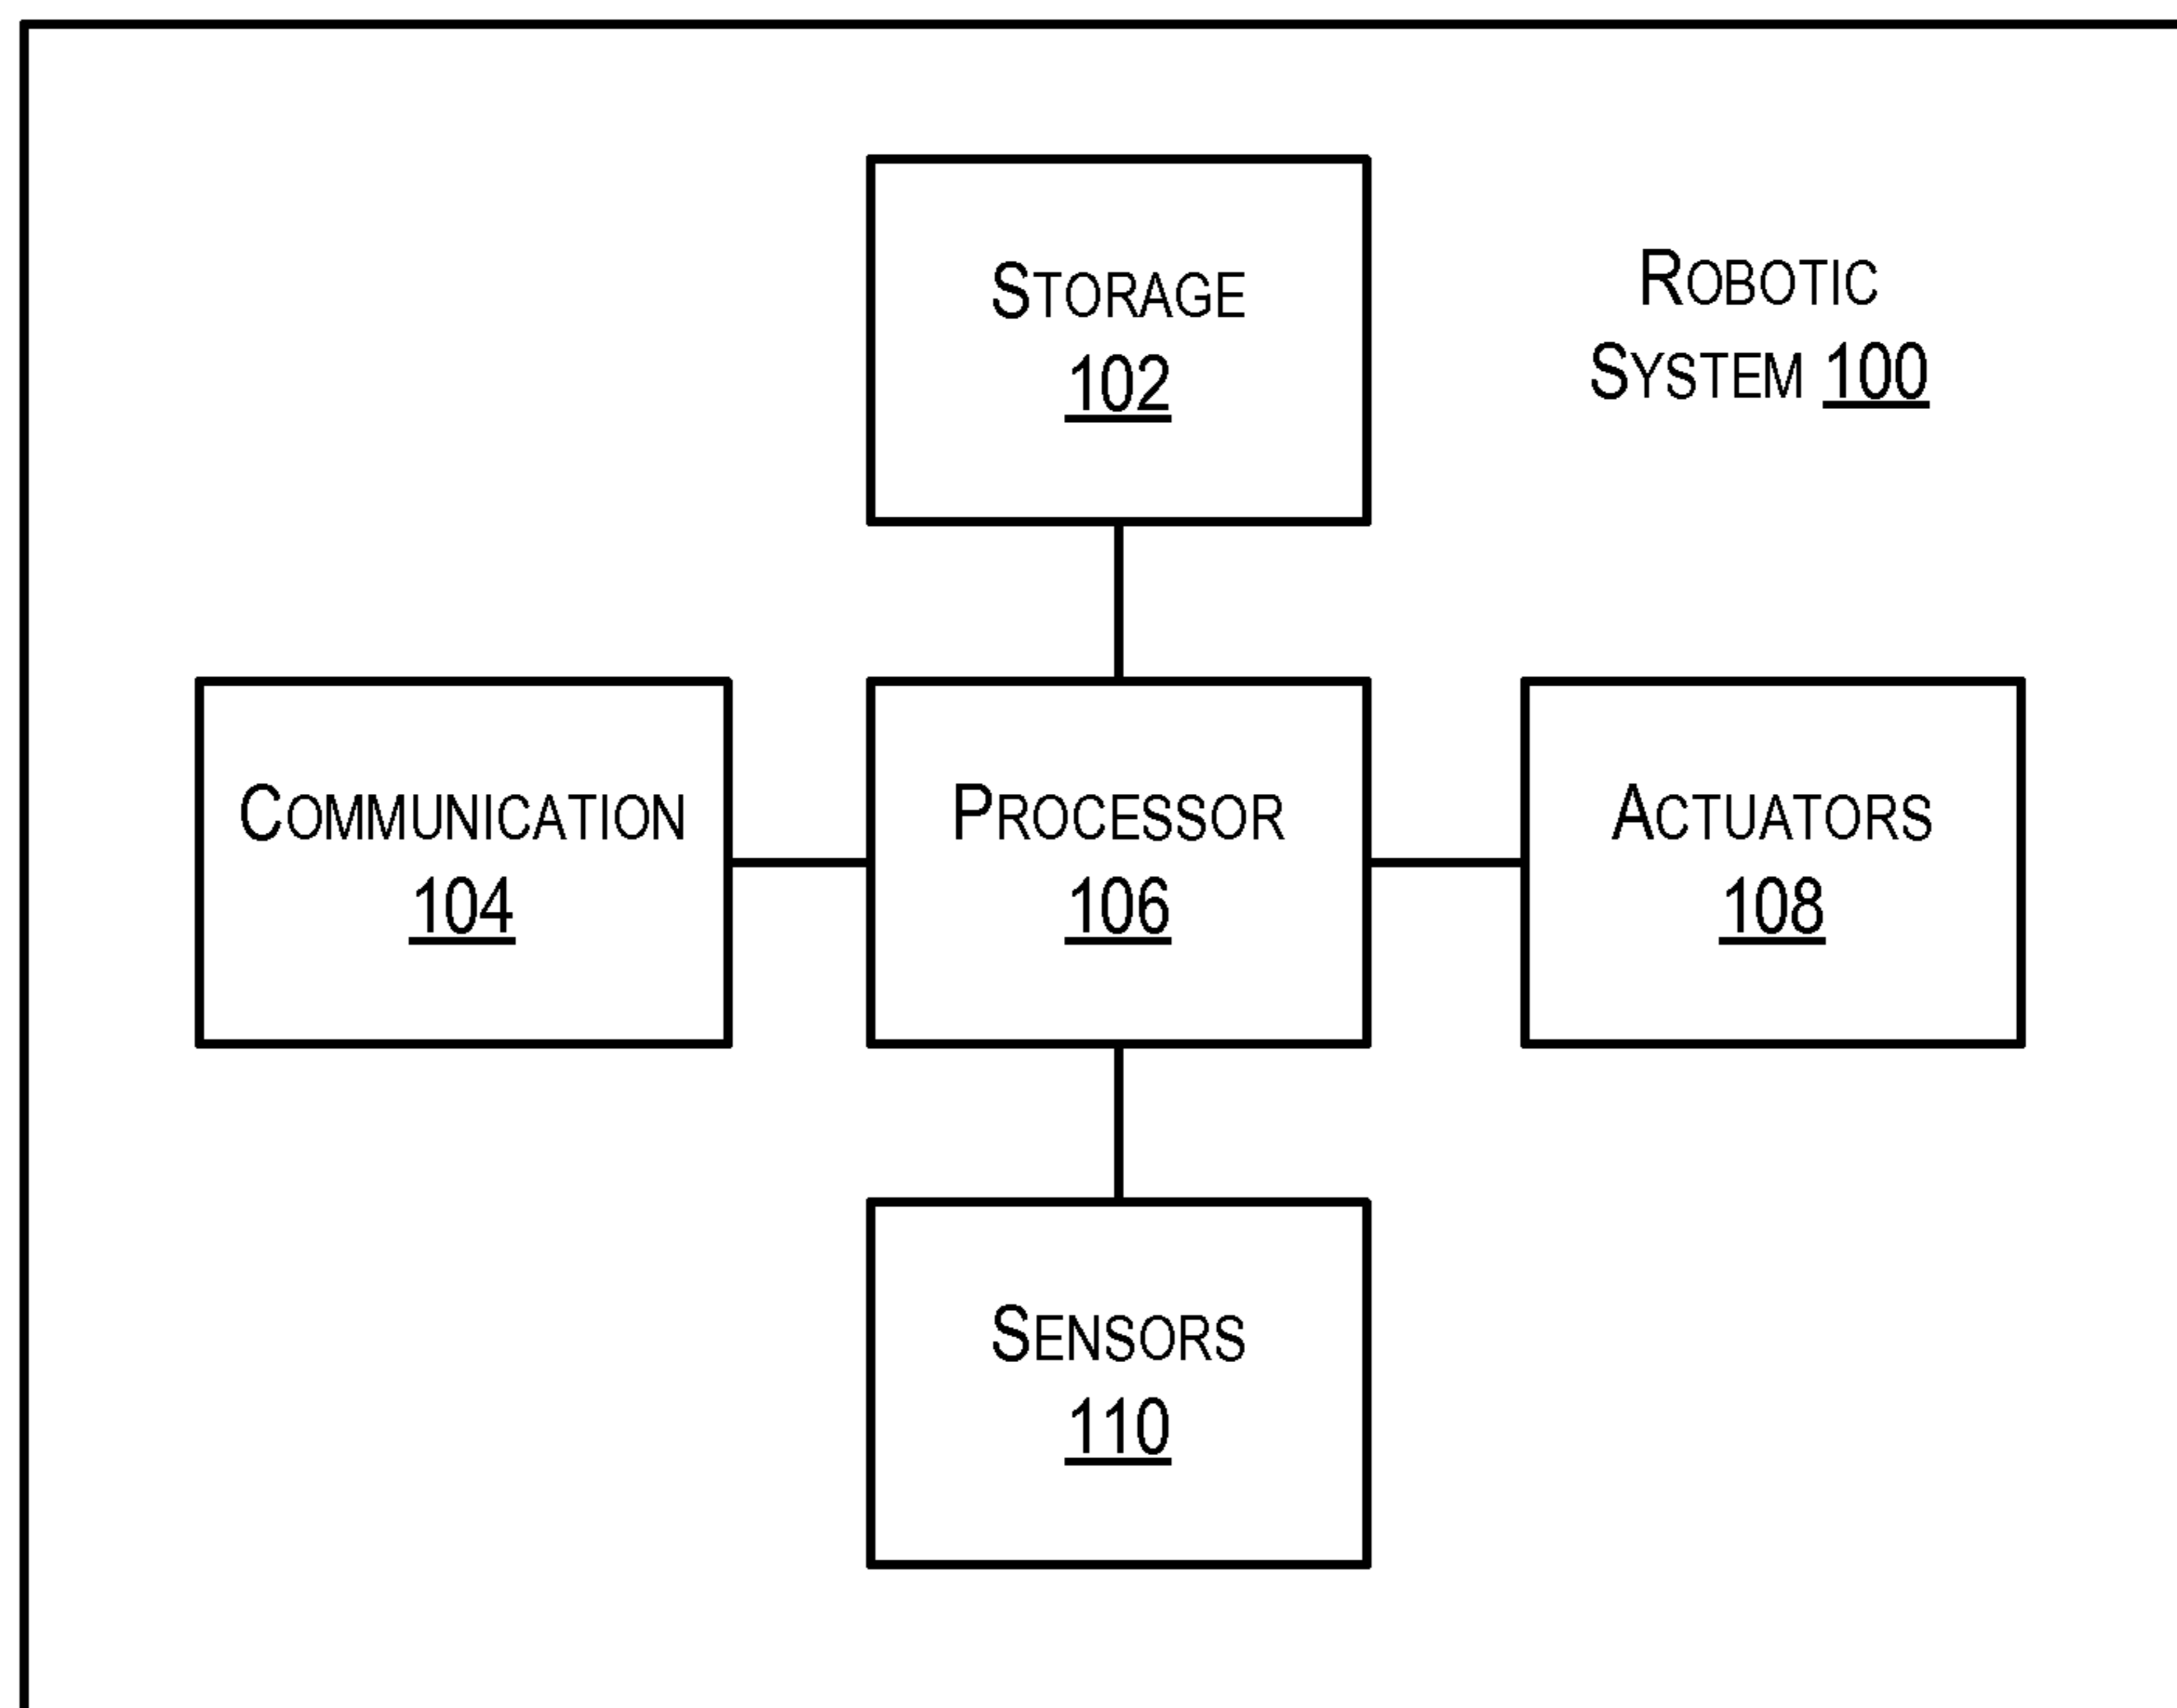 STORAGE
102
ROBOTIC
SYSTEM 100
COMMUNICATION
104
PROCESSOR
106
ACTUATORS
108
SENSORS
110